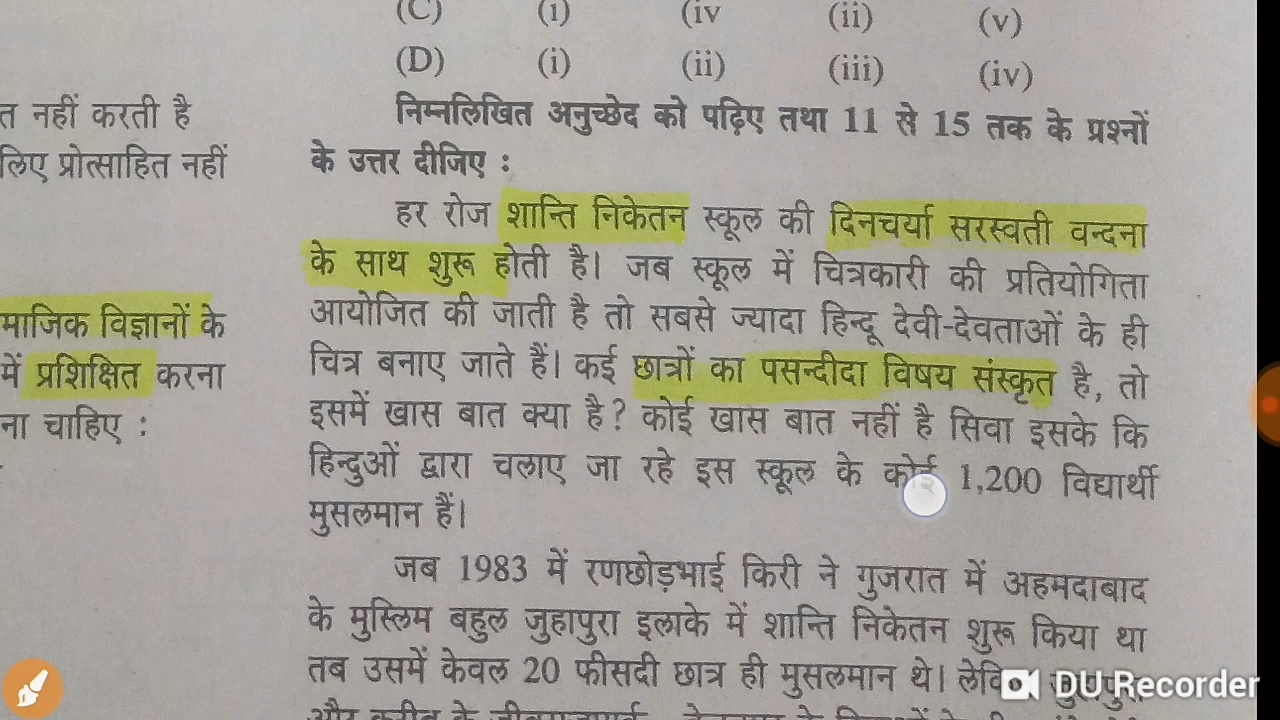 (C) (i) (iv (ii) (v)
(D) (i) (ii) (iii) (iv)
त नहीं करती है
लिए प्रोत्साहित नहीं
माजिक विज्ञानों के
में प्रशिक्षित करना
ना चाहिए :
निम्नलिखित अनुच्छेद को पढ़िए तथा 11 से 15 तक के प्रश्नों
के उत्तर दीजिए :
हर रोज शान्ति निकेतन स्कूल की दिनचर्या सरस्वती वन्दना
के साथ शुरू होती है। जब स्कूल में चित्रकारी की प्रतियोगिता
आयोजित की जाती है तो सबसे ज्यादा हिन्दू देवी-देवताओं के ही
चित्र बनाए जाते हैं। कई छात्रों का पसन्दीदा विषय संस्कृत है, तो
इसमें खास बात क्या है? कोई खास बात नहीं है सिवा इसके कि
हिन्दुओं द्वारा चलाए जा रहे इस स्कूल के कोई 1,200 विद्यार्थी
मुसलमान हैं।
जब 1983 में रणछोड़भाई किरी ने गुजरात में अहमदाबाद
के मुस्लिम बहुल जुहापुरा इलाके में शान्ति निकेतन शुरू किया था
तब उसमें केवल 20 फीसदी छात्र ही मुसलमान थे।
DU Recorder